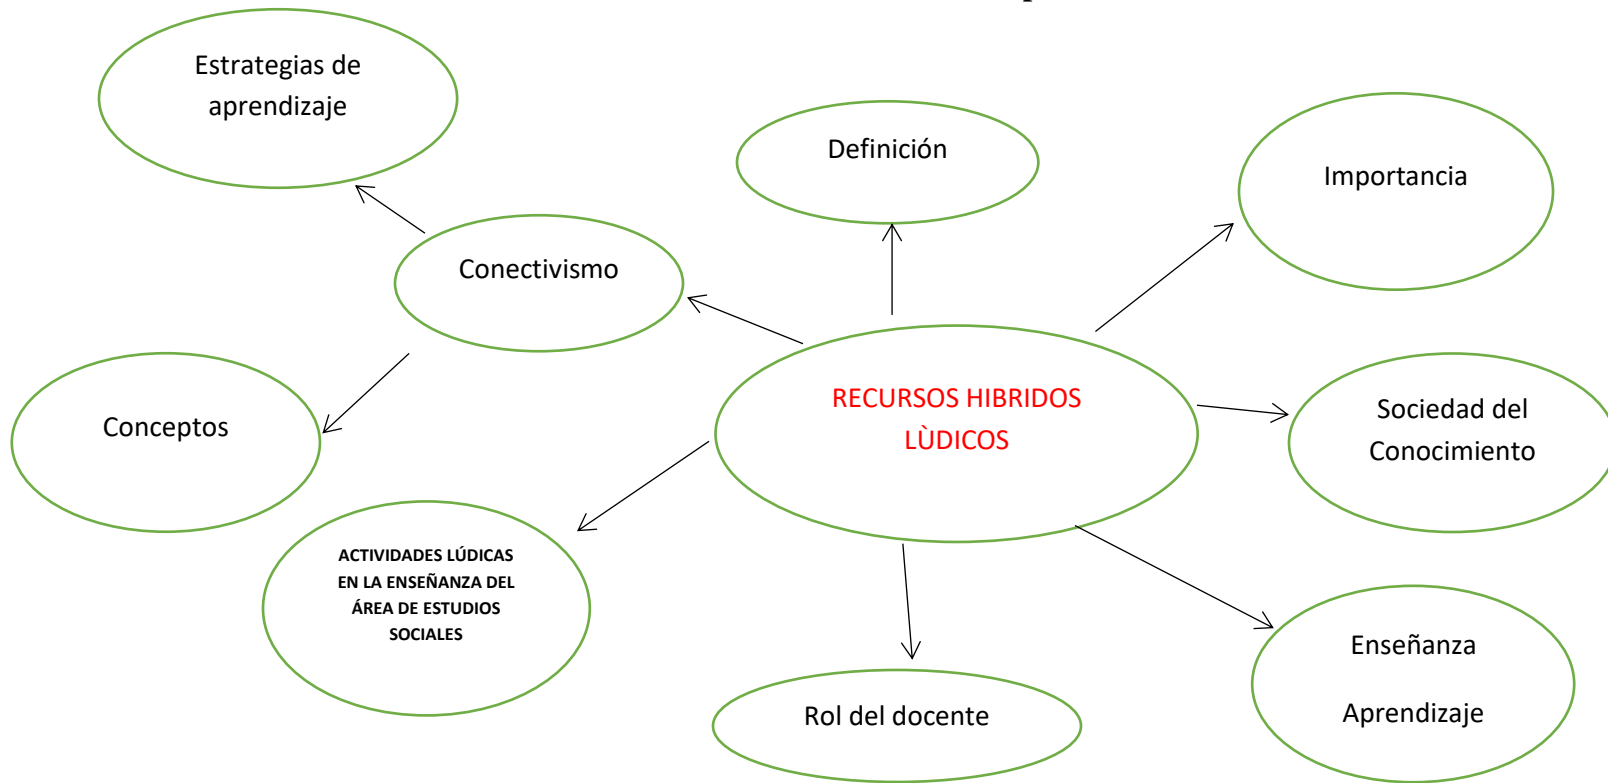 Estrategias de
aprendizaje
Definición
Importancia
Conectivismo
RECURSOS HIBRIDOS
LÙDICOS
Sociedad del
Conocimiento
Conceptos
ACTIVIDADES LÚDICAS
EN LA ENSEÑANZA DEL
ÁREA DE ESTUDIOS
SOCIALES
Enseñanza
Aprendizaje
Rol del docente